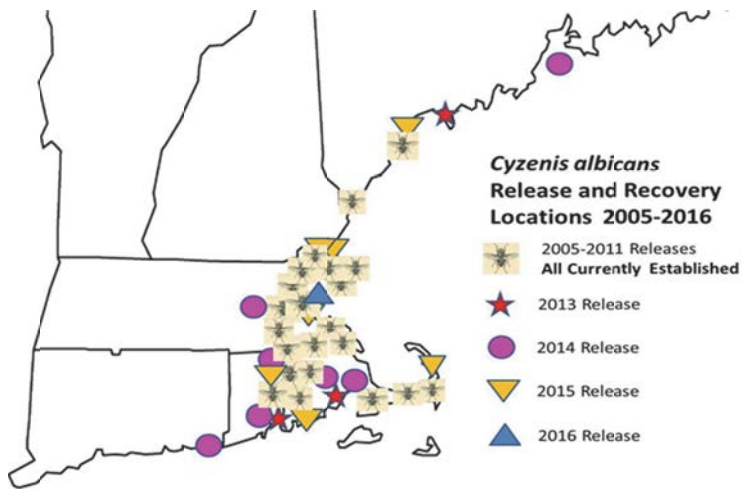 Cyzenis albicans
Release and Recovery
Locations 2005-2016
2005-2011 Releases
All Currently Established
2013 Release
2014 Release
2015 Release
2016 Release